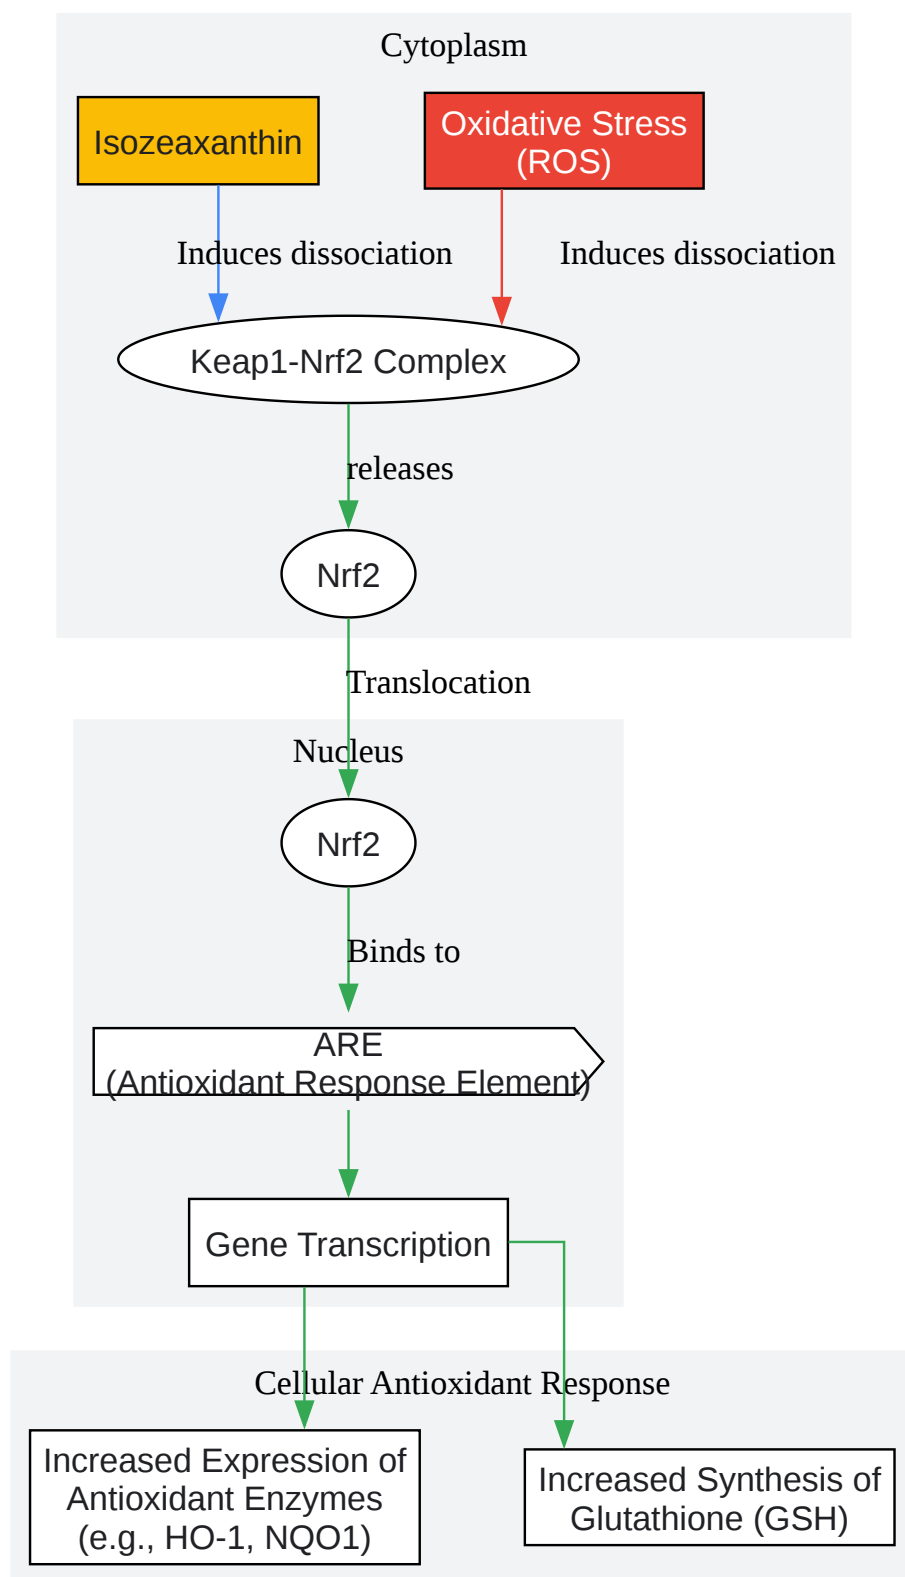 Cytoplasm
Isozeaxanthin
Oxidative Stress
(ROS)
Induces dissociation
Induces dissociation
Keap1-Nrf2 Complex
releases
Nrf2
Translocation
Nucleus
Nrf2
Binds to
ARE
(Antioxidant Response Element)
Gene Transcription
Cellular Antioxidant Response
Increased Expression of
Antioxidant Enzymes
(e.g., HO-1, NQO1)
Increased Synthesis of
Glutathione (GSH)